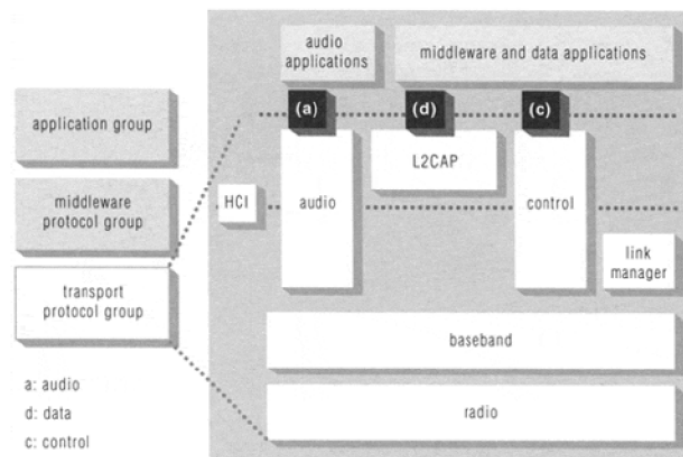 audio
applications
middleware and data applications
(a)
(d)
(c)
application group
L2CAP
middleware
protocol group
HCI
audio
control
transport
protocol group
link
manager
baseband
a: audio
d: data
c: control
radio